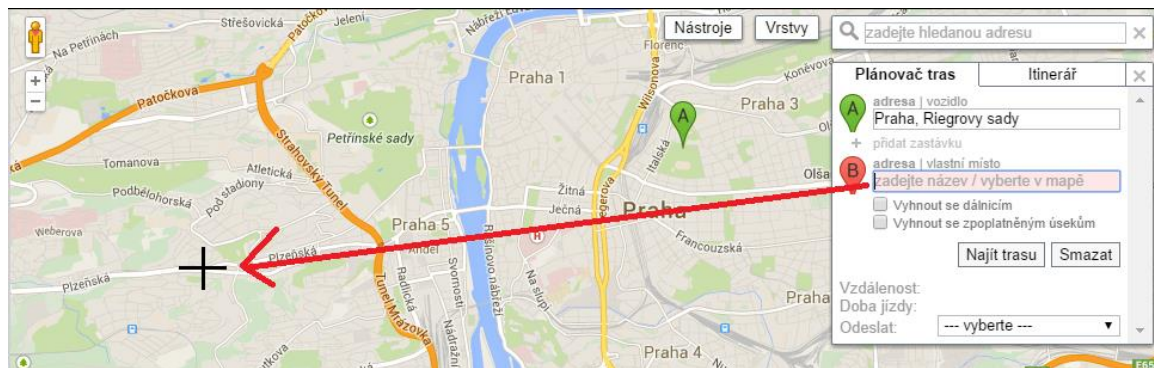 Střešovická
Jelení
Patočkova
Nábřeží
Na Petřinách
Nástroje
Vrstvy
zadejte hledanou adresu
Florenc
Koněvova
Praha 1
Wilsonova
Plánovač tras
Itinerář
Patočkova
A
Praha 3
A
adresa | vozidlo
Praha, Riegrovy sady
Petřínské sady
Strahovský Tunel
Italská
přidat zastávku
Tomanova
Atletická
Olša
B
adresa | vlastní místo
zadejte název / vyberte v mapě
Podbělohorská
Pod stadiony
Žitná
Vyhnout se dálnicím
Ječná
Praha
Vyhnout se zpoplatněným úsekům
Weberova
Praha 5
Anděl
Rašínovo nábřeží
H
Francouzská
Plzeňská
Plzeňská
Najít trasu
Smazat
Radlická
Svornosti
Na slupi
Vzdálenost:
Praha
Doba jízdy:
Tunel Mrázovka
Odeslat:
--- vyberte ---
Nádražní
Praha 4
E65